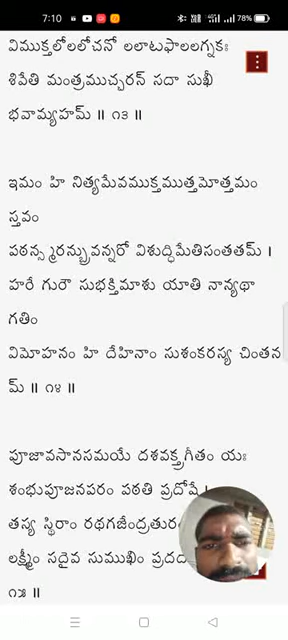 7:10
78%
విముక్తలోలలోచనో లలాటఫాలలగ్నకః
శివేతి మంత్రముచ్చరన్ సదా సుఖీ
భవామ్యహమ్ ॥ ౧౩ ॥
ఇమం హి నిత్యమేవముక్తముత్తమోత్తమం
స్తవం
పఠన్స్మరన్బ్రువన్నరో విశుద్ధిమేతిసంతతమ్ ।
హరే గురౌ సుభక్తిమాశు యాతి నాన్యథా
గతిం
విమోహనం హి దేహినాం సుశంకరస్య చింతన
మ్ ॥ ౧౪ ॥
పూజావసానసమయే దశవక్త్రగీతం యః
శంభుపూజనపరం పఠతి ప్రదోషే ।
తస్య స్థిరాం రథగజేంద్రతుర
లక్ష్మీం సదైవ సుముఖిం ప్రదదా
౧౫ ॥